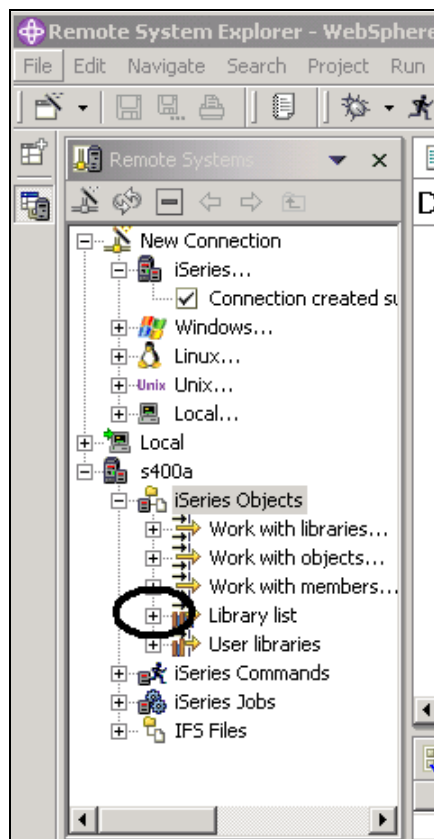 Remote System Explorer - WebSphere
File Edit Navigate Search Project Run
Remote Systems
New Connection
iSeries...
Connection created su
Windows...
Linux...
Unix Unix...
Local...
Local
s400a
iSeries Objects
Work with libraries...
Work with objects...
Work with members...
Library list
User libraries
iSeries Commands
iSeries Jobs
IFS Files